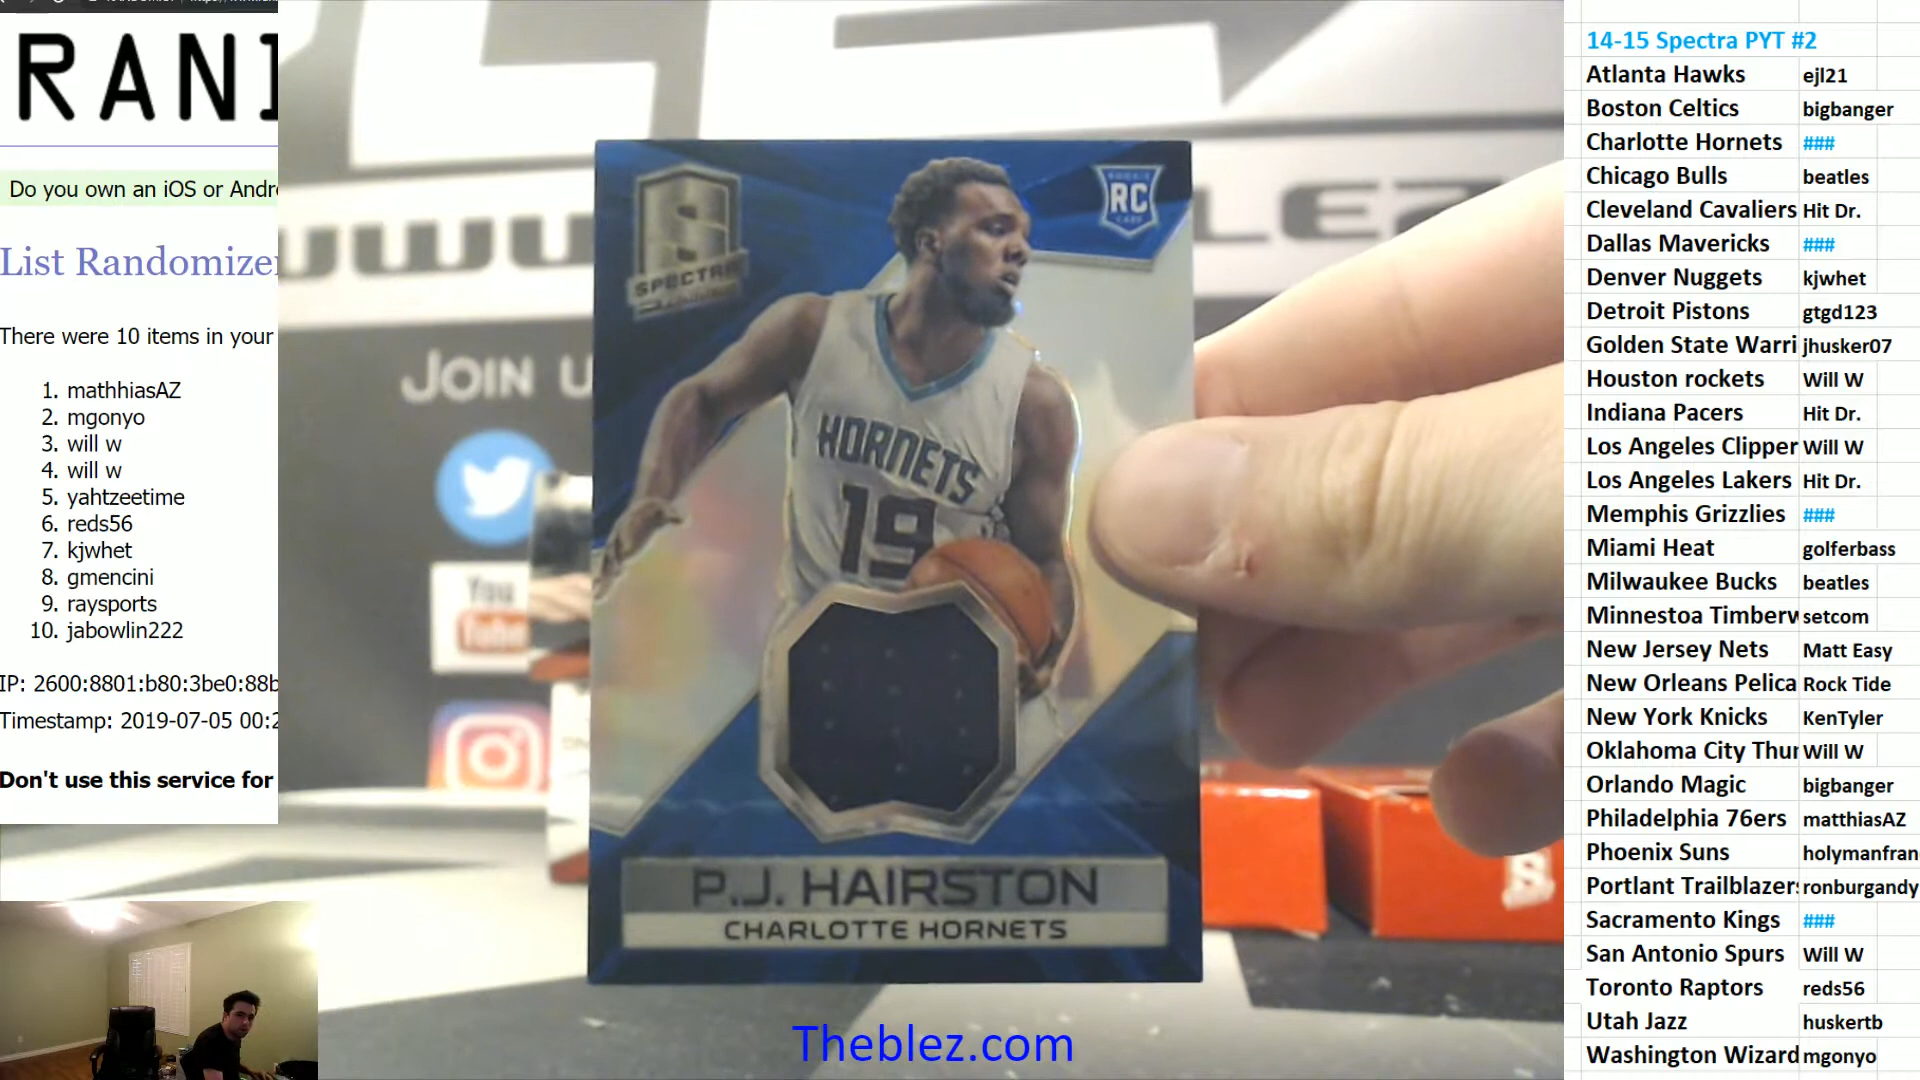 RAN
Do you own an iOS or Andr
List Randomize
There were 10 items in your
1. mathhiasAZ
2. mgonyo
3. will w
4. will w
5. yahtzeetime
6. reds56
7. kjwhet
8. gmencini
9. raysports
10. jabowlin222
IP: 2600:8801:b80:3be0:88b
Timestamp: 2019-07-05 00:2
Don't use this service for
JOIN U
You
Tube
SPECTRA
ROOKIE
RC
CARD
HORNETS
19
P.J. HAIRSTON
CHARLOTTE HORNETS
Theblez.com
14-15 Spectra PYT #2
Atlanta Hawks ejl21
Boston Celtics bigbanger
Charlotte Hornets ###
Chicago Bulls beatles
Cleveland Cavaliers Hit Dr.
Dallas Mavericks ###
Denver Nuggets kjwhet
Detroit Pistons gtgd123
Golden State Warri jhusker07
Houston rockets Will W
Indiana Pacers Hit Dr.
Los Angeles Clipper Will W
Los Angeles Lakers Hit Dr.
Memphis Grizzlies ###
Miami Heat golferbass
Milwaukee Bucks beatles
Minnestoa Timberw setcom
New Jersey Nets Matt Easy
New Orleans Pelica Rock Tide
New York Knicks KenTyler
Oklahoma City Thu Will W
Orlando Magic bigbanger
Philadelphia 76ers matthiasAZ
Phoenix Suns holymanfran
Portlant Trailblazer ronburgandy
Sacramento Kings ###
San Antonio Spurs Will W
Toronto Raptors reds56
Utah Jazz huskertb
Washington Wizard mgonyo